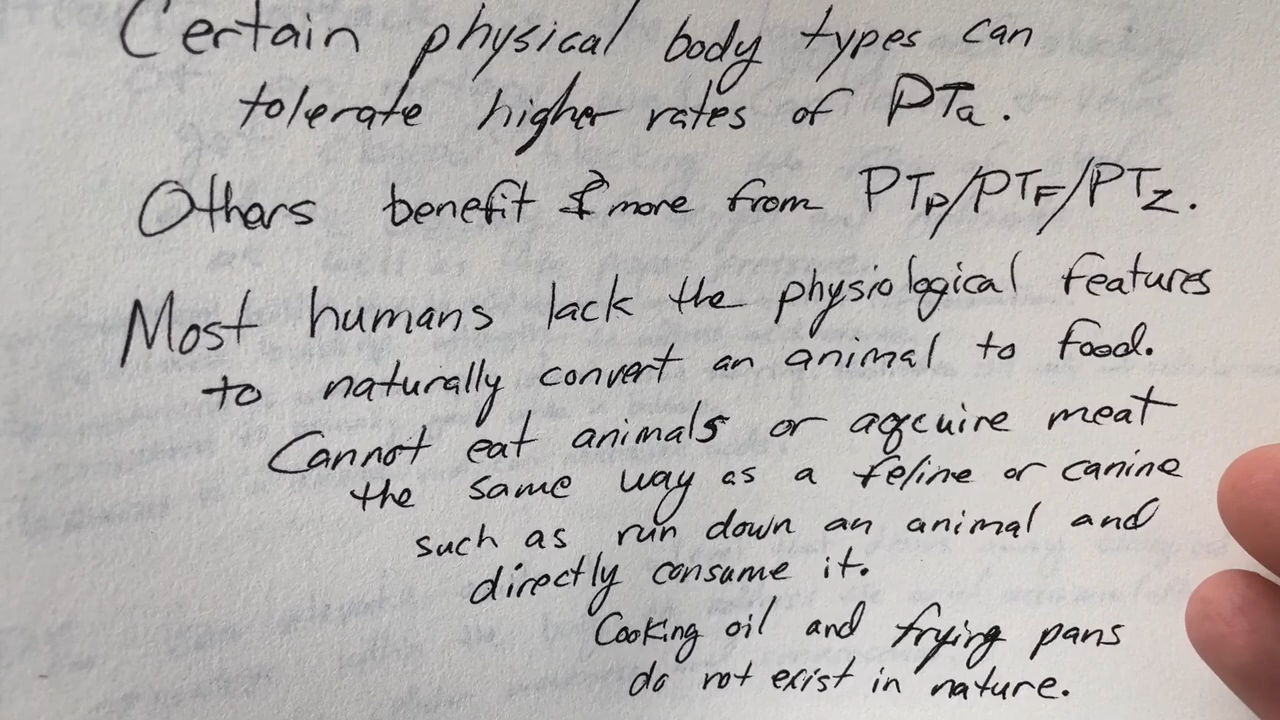 Certain physical body types can
tolerate higher rates of PTa.
Others benefit more from PTP/PTF/PTZ.
Most humans lack the physiological features
to naturally convert an animal to food.
Cannot eat animals or aqcuire meat
the same way as a feline or canine
such as run down an animal and
directly consume it.
Cooking oil and frying pans
do not exist in nature.